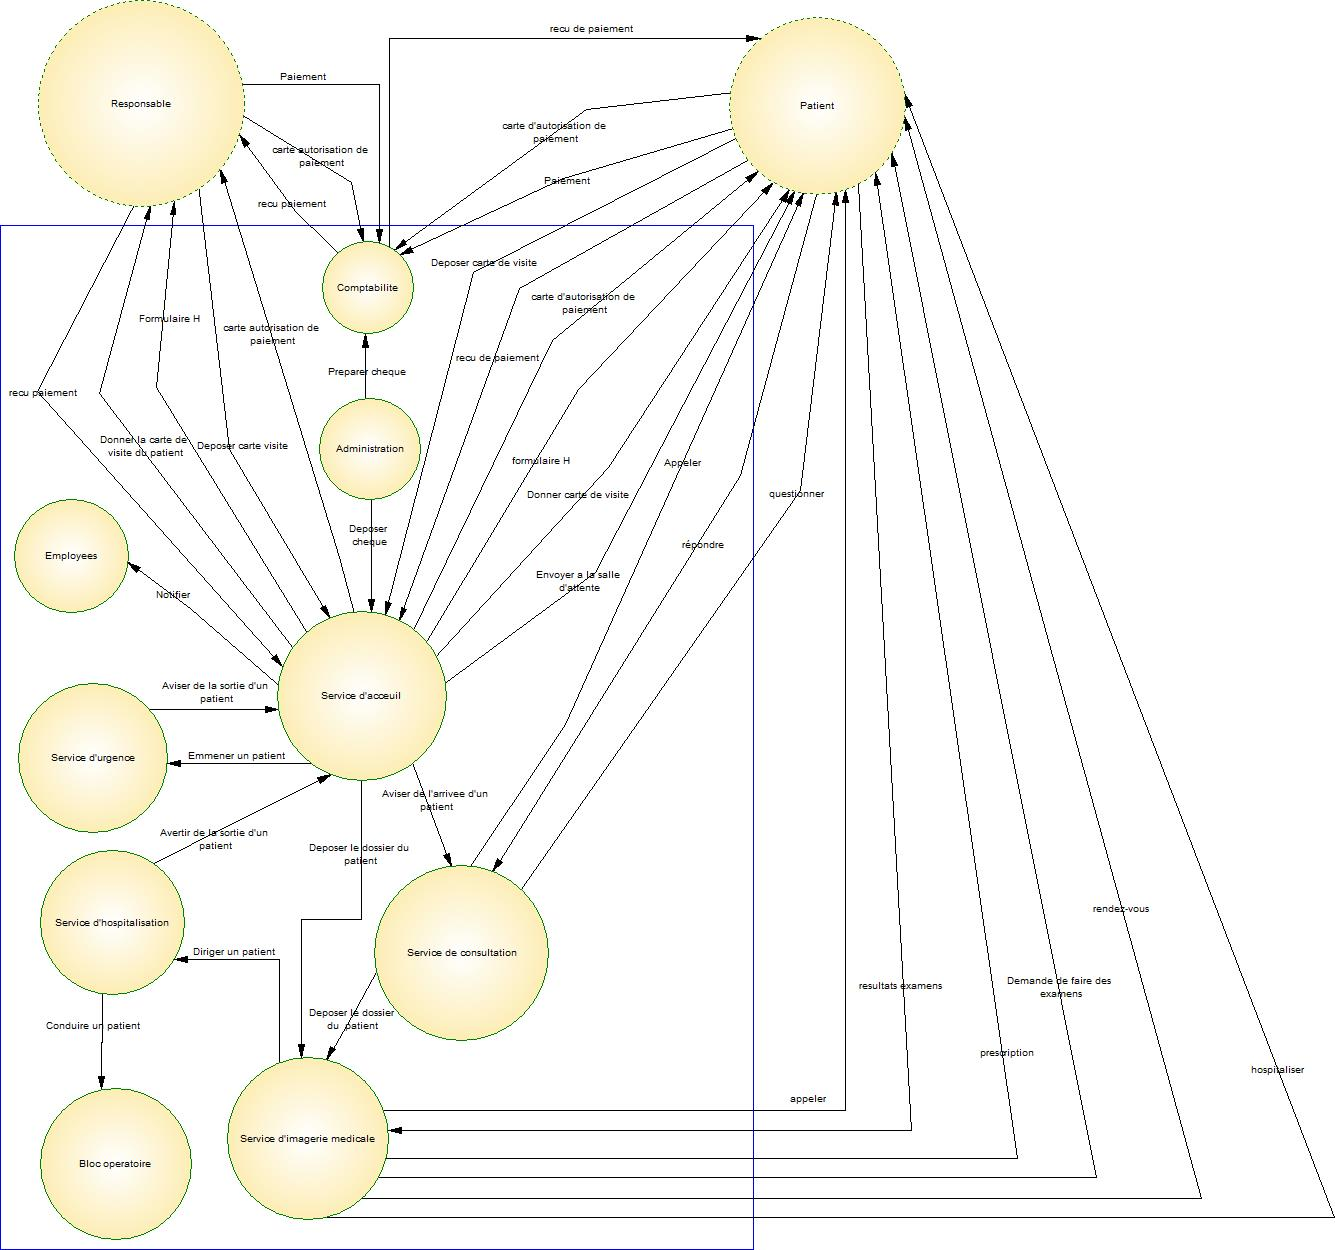 recu de paiement
Paiement
Responsable
Patient
carte d'autorisation de
paiement
carte autorisation de
paiement
Paiement
recu paiement
Deposer carte de visite
Comptabilite
carte d'autorisation de
paiement
Formulaire H
carte autorisation de
paiement
recu de paiement
Preparer cheque
recu paiement
Donner la carte de
visite du patient
Deposer carte visite
Administration
formulaire H
Appeler
Donner carte de visite
questionner
Deposer
cheque
répondre
Employees
Envoyer a la salle
d'attente
Notifier
Aviser de la sortie d'un
patient
Service d'acœuil
Service d'urgence
Emmener un patient
Aviser de l'arrivee d'un
patient
Avertir de la sortie d'un
patient
Deposer le dossier du
patient
rendez-vous
Service d'hospitalisation
Diriger un patient
Service de consultation
resultats examens
Demande de faire des
examens
Deposer le dossier
du patient
Conduire un patient
prescription
hospitaliser
appeler
Service d'imagerie medicale
Bloc operatoire